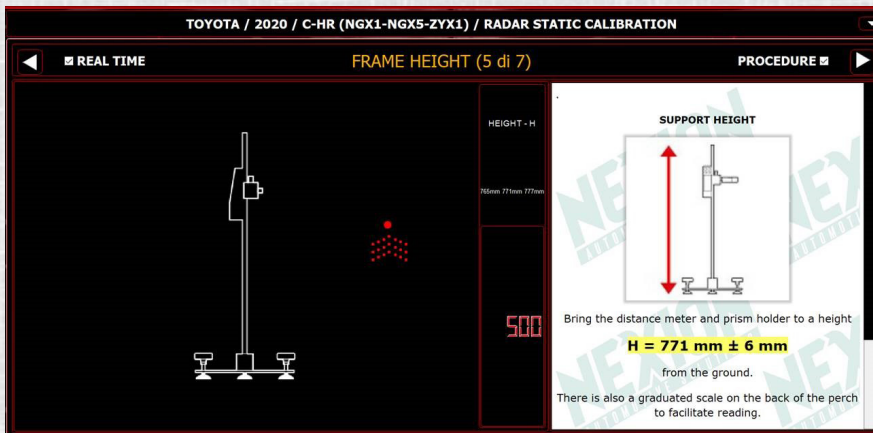 TOYOTA / 2020 / C-HR (NGX1-NGX5-ZYX1) / RADAR STATIC CALIBRATION
REAL TIME
FRAME HEIGHT (5 di 7)
PROCEDURE
HEIGHT - H
765mm 771mm 777mm
500
.
SUPPORT HEIGHT
Bring the distance meter and prism holder to a height
H = 771 mm ± 6 mm
from the ground.
There is also a graduated scale on the back of the perch
to facilitate reading.
NEXION